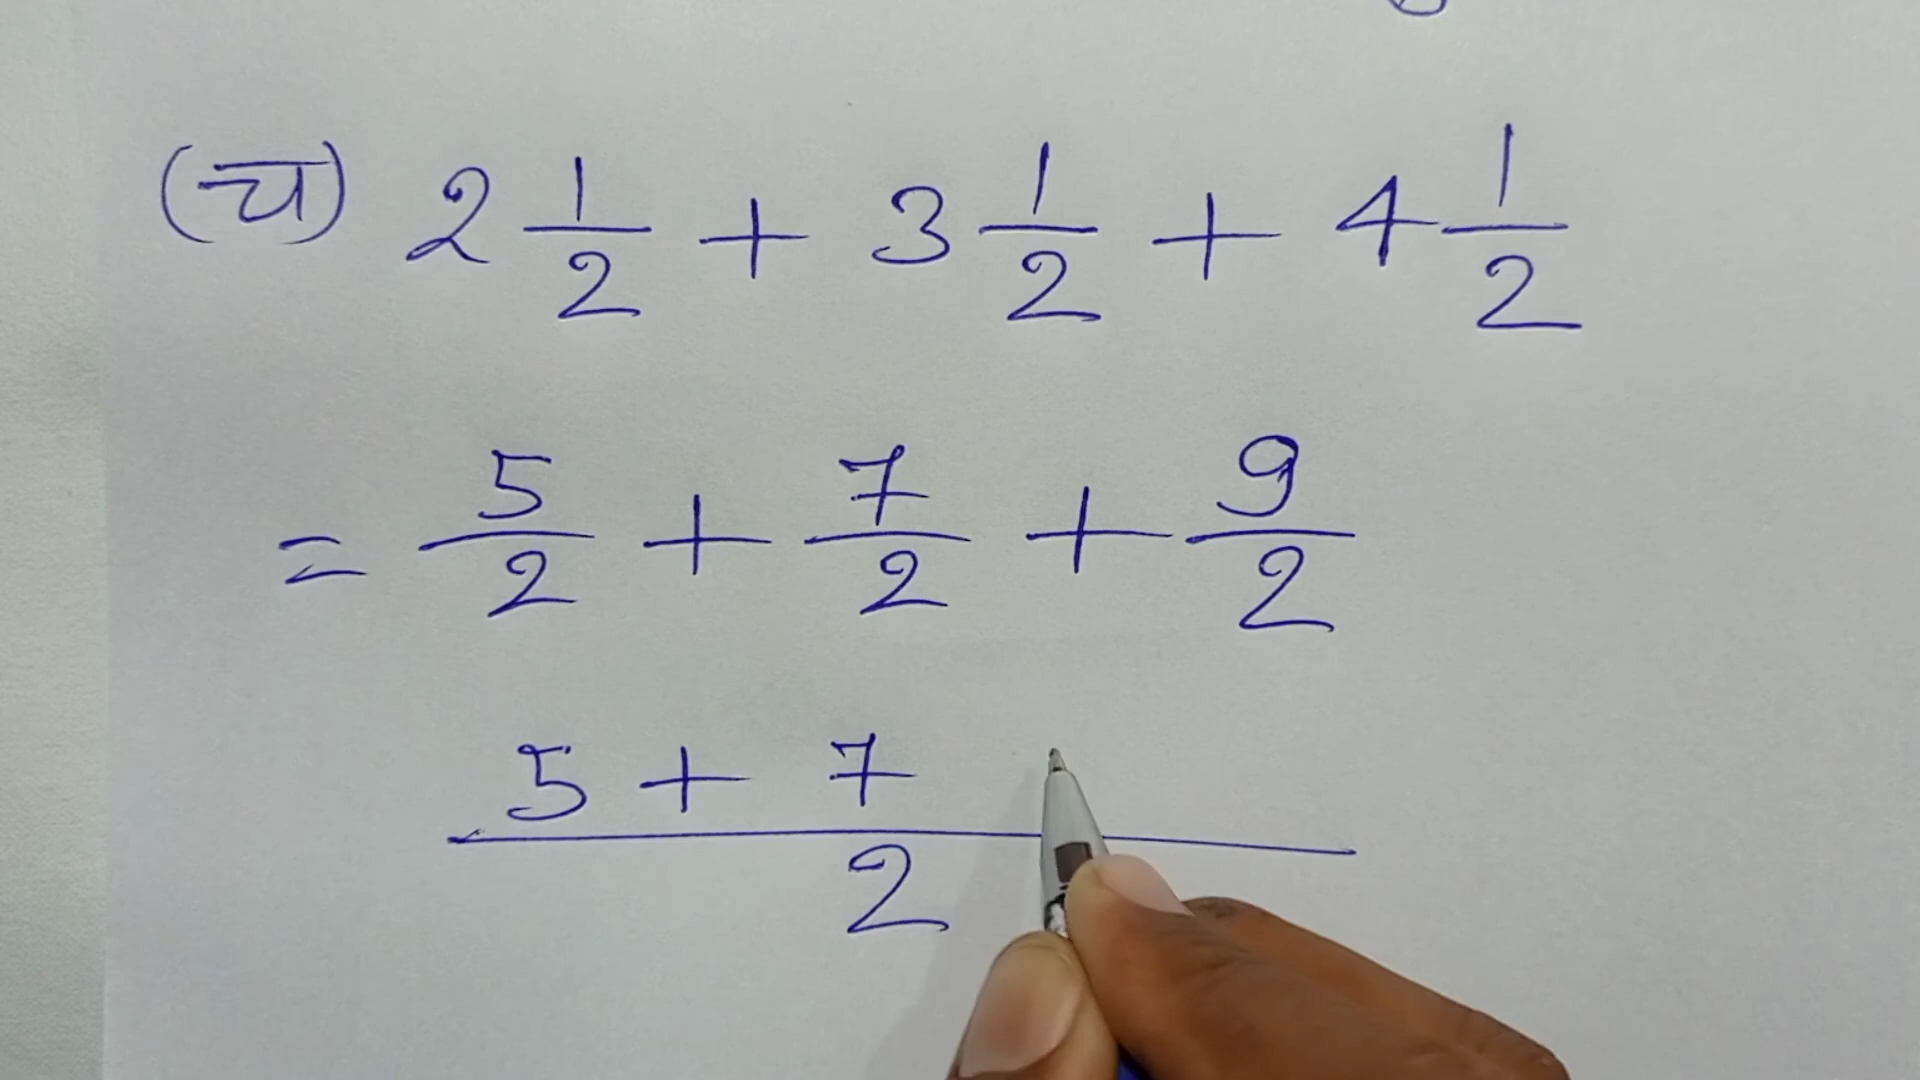 (च) 2 1/2 + 3 1/2 + 4 1/2
= 5/2 + 7/2 + 9/2
5 + 7 / 2